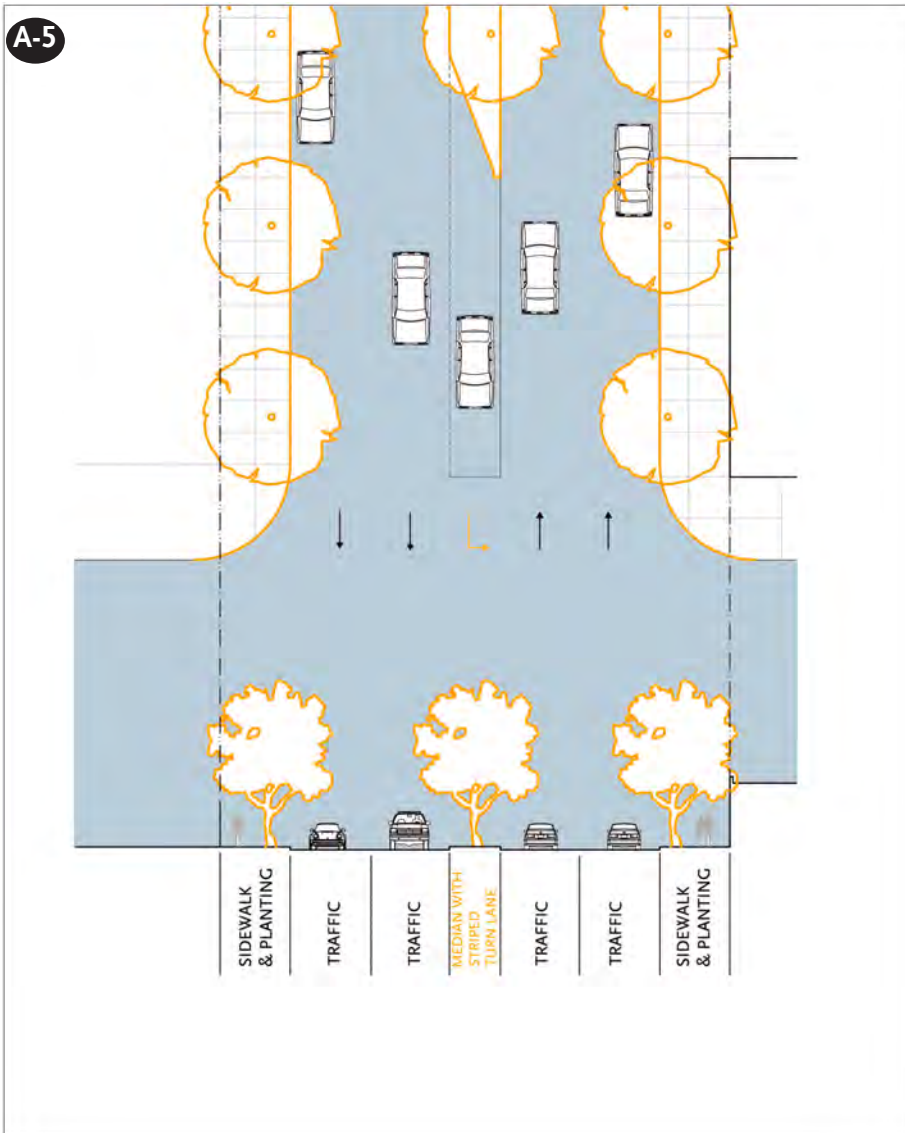 A-5
SIDEWALK
& PLANTING
TRAFFIC
TRAFFIC
MEDIAN WITH
STRIPED
TURN LANE
TRAFFIC
TRAFFIC
SIDEWALK
& PLANTING